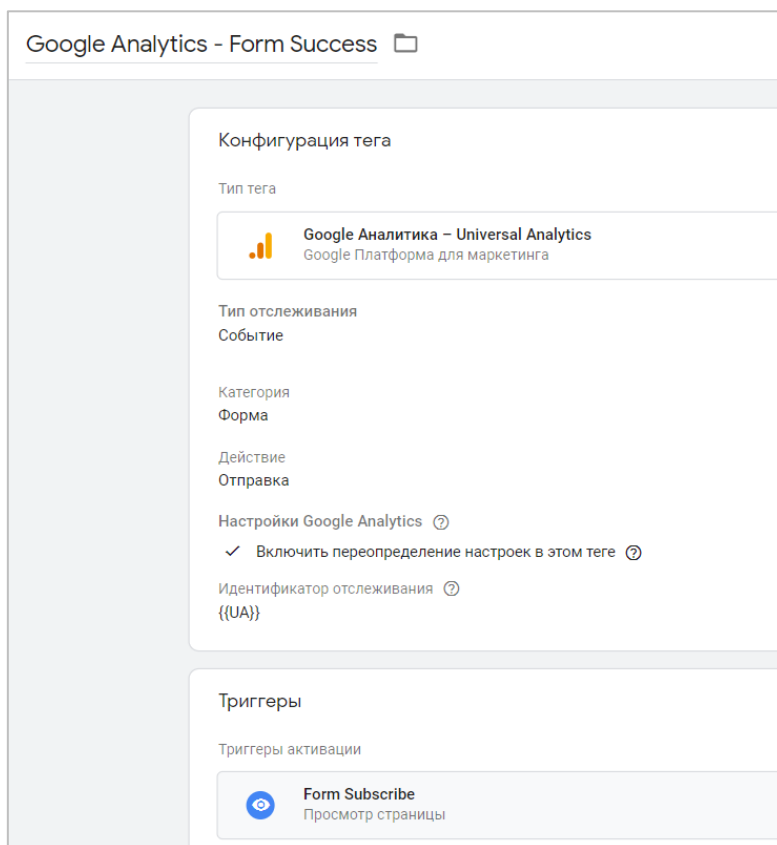 Google Analytics - Form Success
Конфигурация тега
Тип тега
Google Аналитика – Universal Analytics
Google Платформа для маркетинга
Тип отслеживания
Событие
Категория
Форма
Действие
Отправка
Настройки Google Analytics
Включить переопределение настроек в этом теге
Идентификатор отслеживания
{{UA}}
Триггеры
Триггеры активации
Form Subscribe
Просмотр страницы